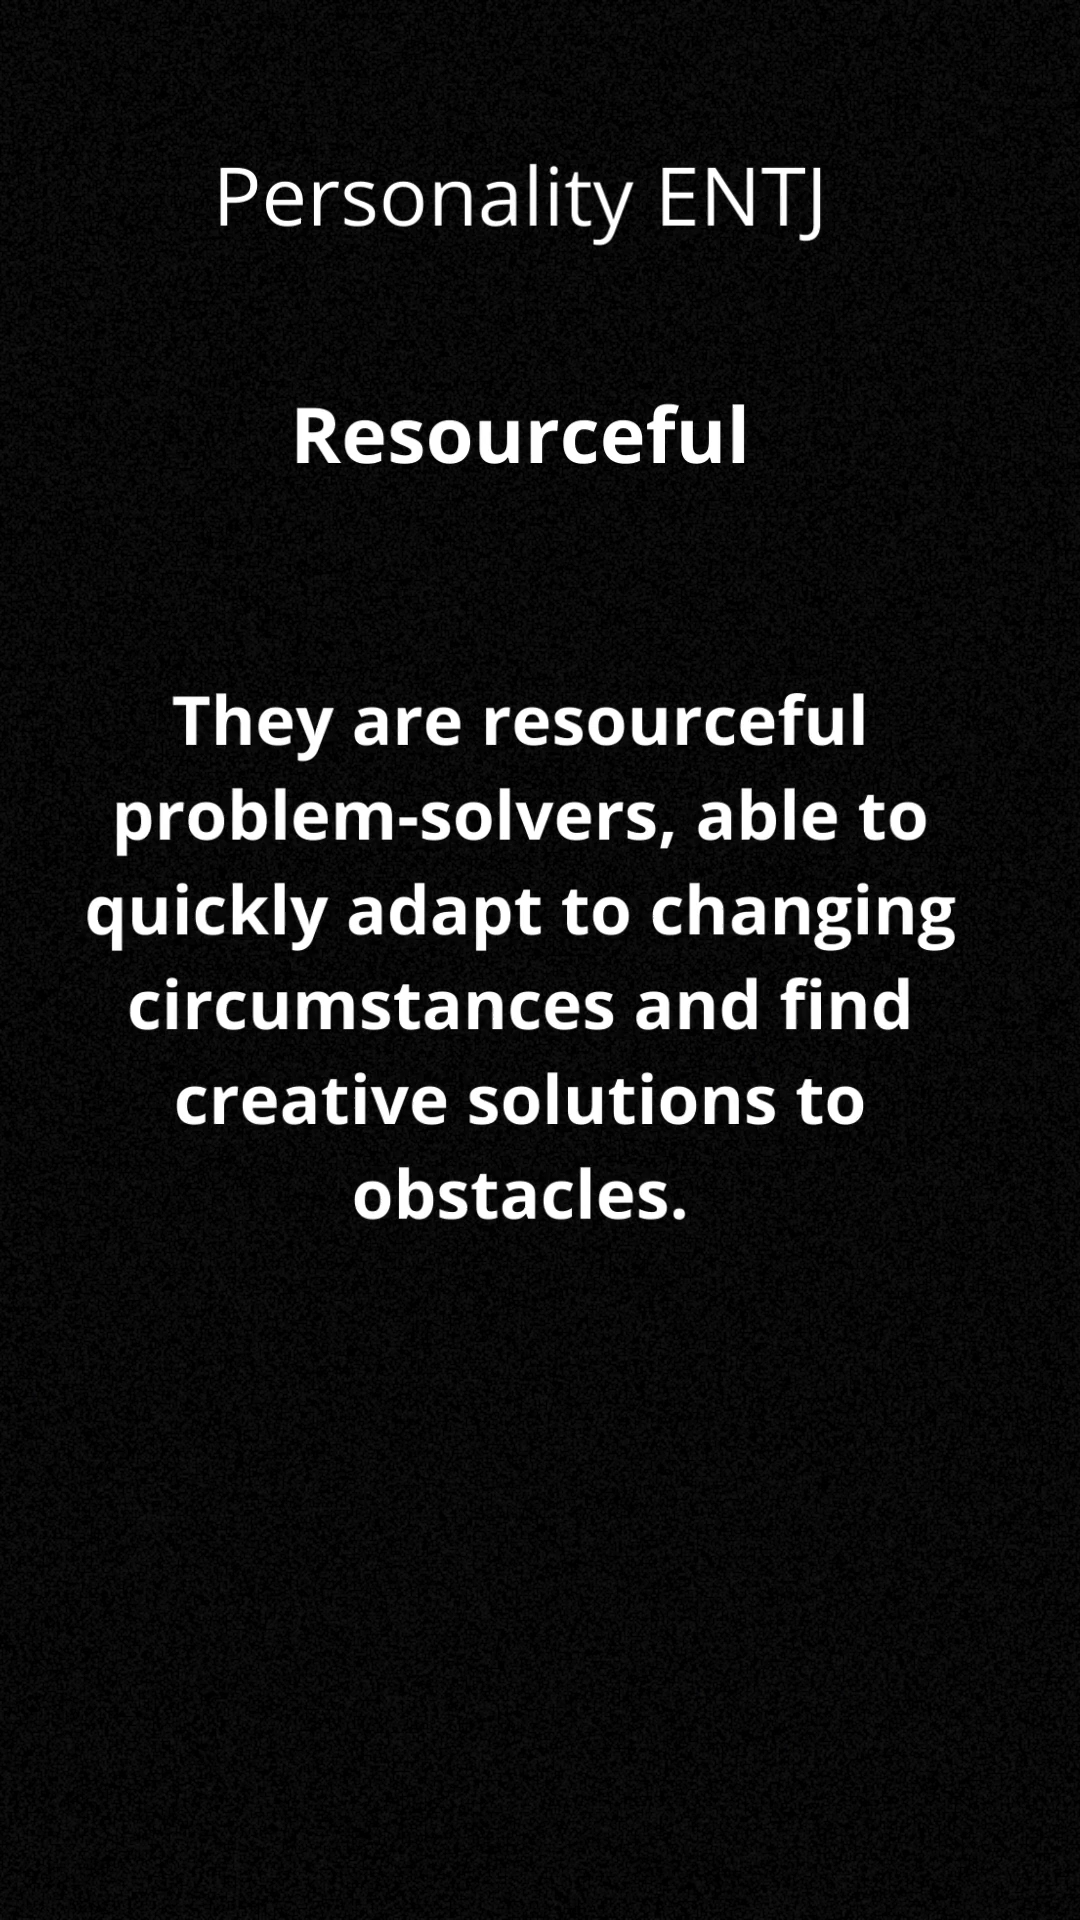 Personality ENTJ
Resourceful
They are resourceful
problem-solvers, able to
quickly adapt to changing
circumstances and find
creative solutions to
obstacles.